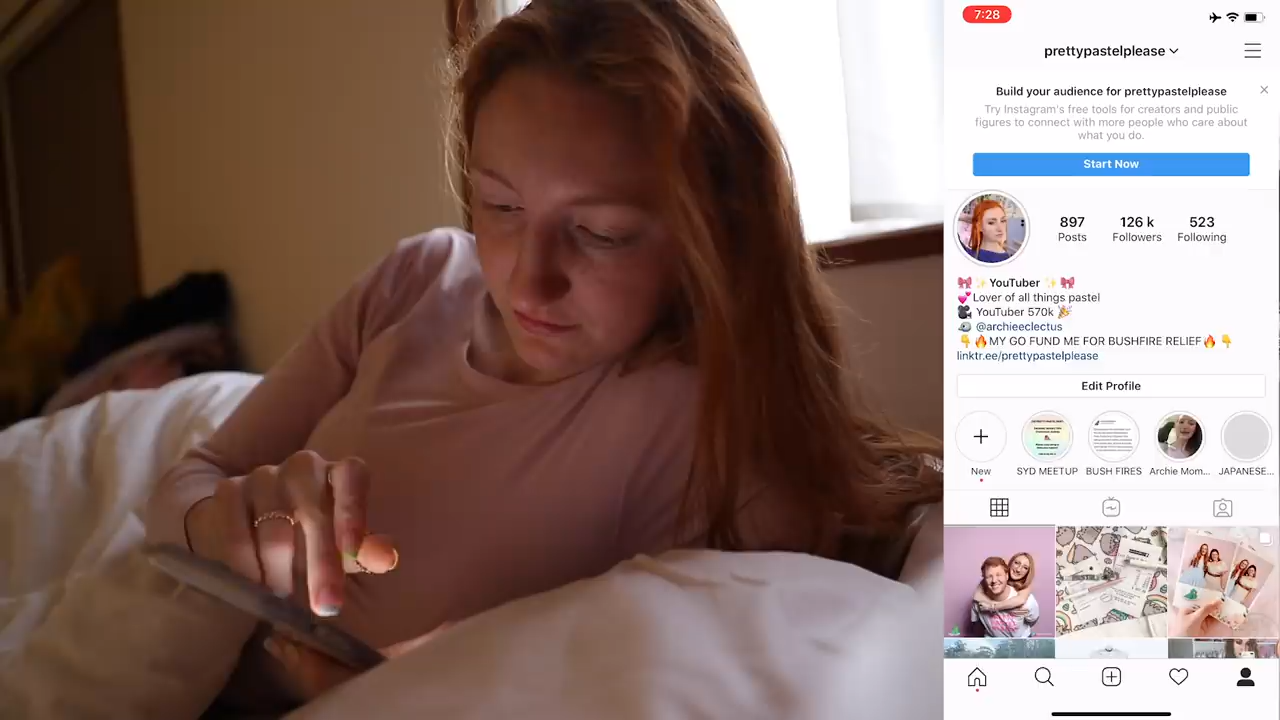 7:28
prettypastelplease
Build your audience for prettypastelplease
Try Instagram's free tools for creators and public
figures to connect with more people who care about
what you do.
Start Now
897 126 k 523
Posts Followers Following
🎀✨YouTuber ✨🎀
💕Lover of all things pastel
🎥 YouTuber 570k 🎉
🐦 @archieeclectus
👇🔥MY GO FUND ME FOR BUSHFIRE RELIEF🔥👇
linktr.ee/prettypastelplease
Edit Profile
New SYD MEETUP BUSH FIRES Archie Mom... JAPANESE...